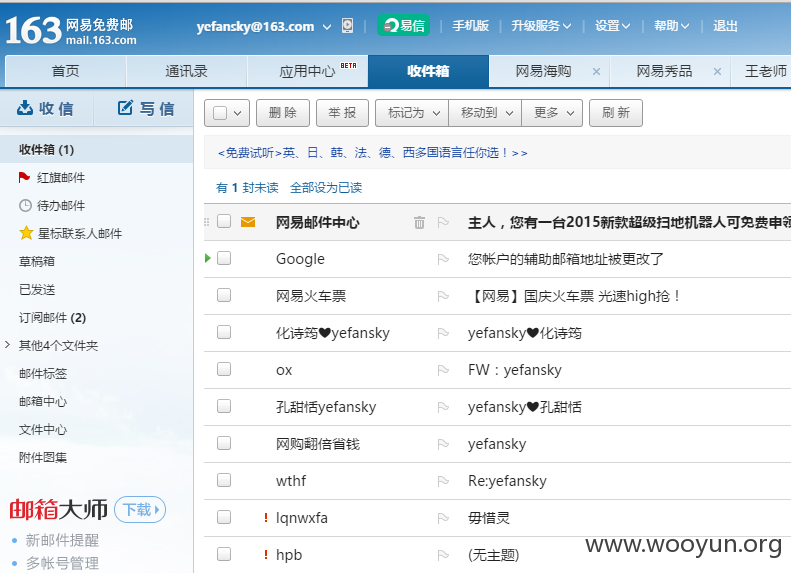 163 网易免费邮 mail.163.com yefansky@163.com 易信 手机版 升级服务 设置 帮助 退出
首页 通讯录 应用中心 BETA 收件箱 网易海购 × 网易秀品 × 王老师
收信 写信 删除 举报 标记为 移动到 更多 刷新
收件箱 (1)
红旗邮件
待办邮件
星标联系人邮件
草稿箱
已发送
订阅邮件 (2)
其他4个文件夹
邮件标签
邮箱中心
文件中心
附件图集
邮箱大师 下载
• 新邮件提醒
• 多帐号管理
<免费试听>英、日、韩、法、德、西多国语言任你选！>>
有 1 封未读 全部设为已读
网易邮件中心 主人，您有一台2015新款超级扫地机器人可免费申领
Google 您帐户的辅助邮箱地址被更改了
网易火车票 【网易】国庆火车票 光速high抢！
化诗筠❤yefansky yefansky❤化诗筠
ox FW：yefansky
孔甜恬yefansky yefansky❤孔甜恬
网购翻倍省钱 yefansky
wthf Re:yefansky
! lqnwxfa 毋惜灵
! hpb (无主题)
www.wooyun.org